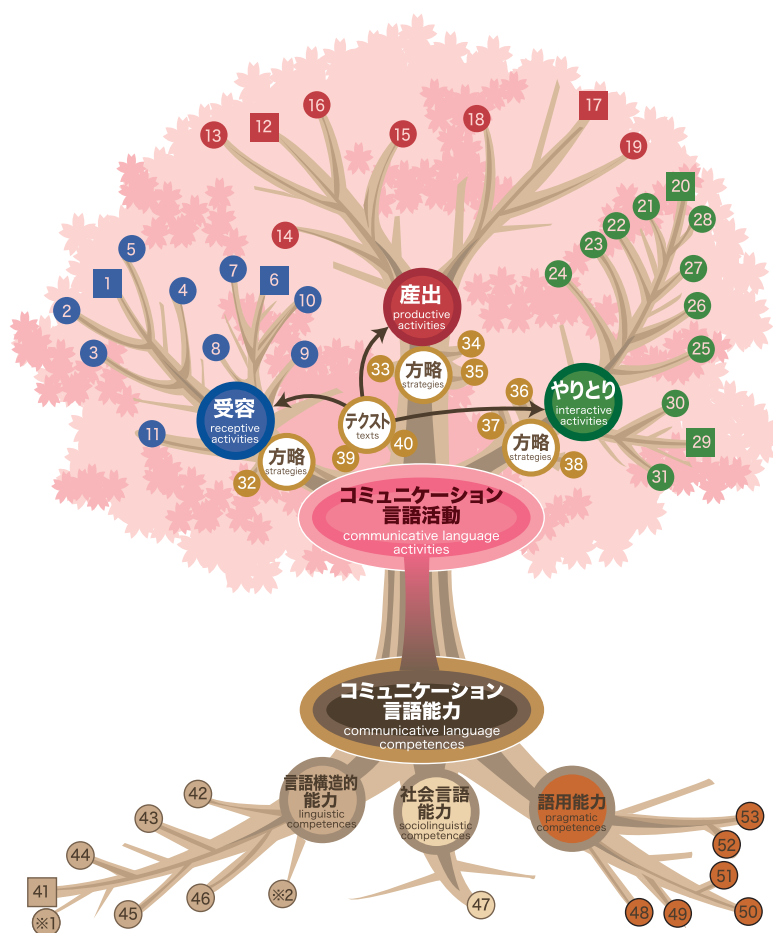 16
17
12
18
13
15
19
20
21
28
22
14
23
5
7
6
24
27
1
4
10
26
2
産出
productive
activities
8
9
34
25
3
33
方略
strategies
35
36
やりとり
interactive
activities
30
受容
receptive
activities
テクスト
texts
37
11
39
40
方略
strategies
29
方略
strategies
38
31
32
コミュニケーション
言語活動
communicative language
activities
コミュニケーション
言語能力
communicative language
competences
言語構造的
能力
linguistic
competences
社会言語
能力
sociolinguistic
competences
語用能力
pragmatic
competences
42
43
53
44
52
41
51
※1
45
46
※2
47
48
49
50